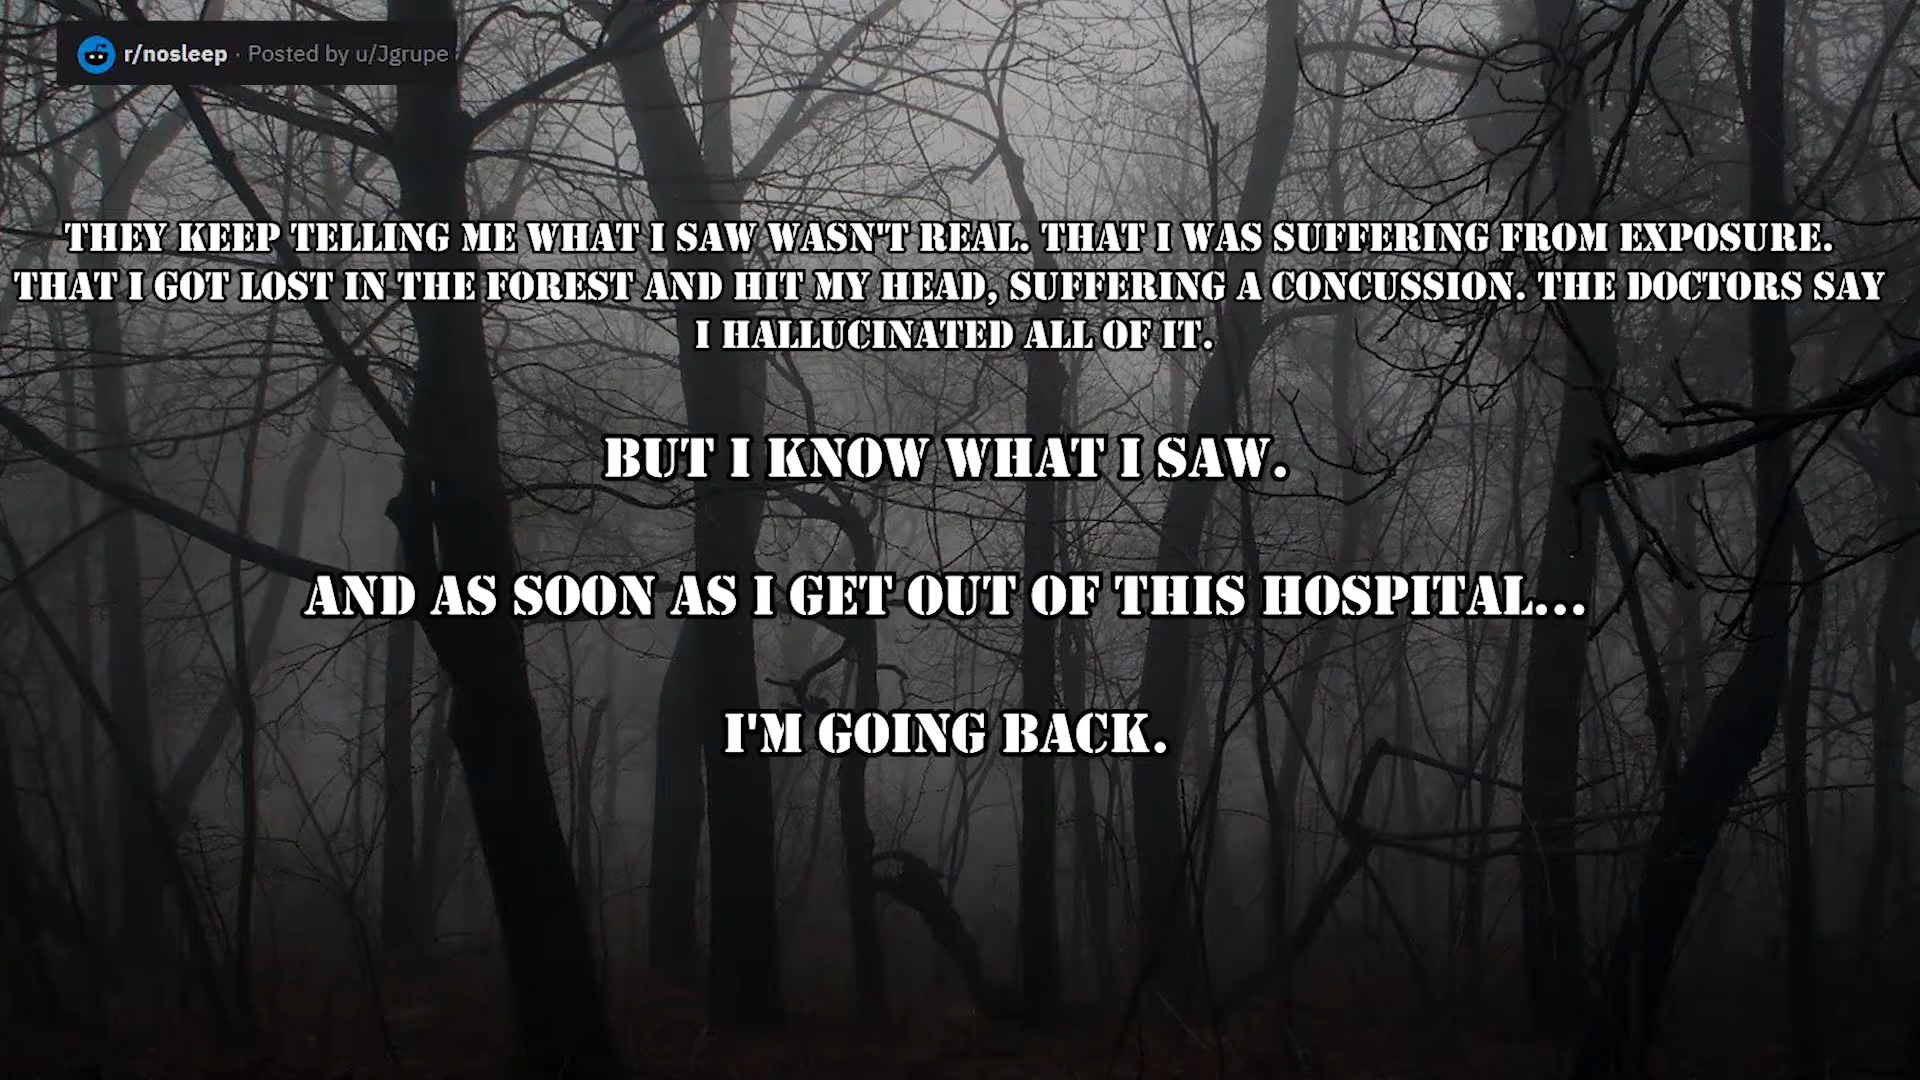 r/nosleep · Posted by u/Jgrupe
THEY KEEP TELLING ME WHAT I SAW WASN'T REAL. THAT I WAS SUFFERING FROM EXPOSURE.
THAT I GOT LOST IN THE FOREST AND HIT MY HEAD, SUFFERING A CONCUSSION. THE DOCTORS SAY
I HALLUCINATED ALL OF IT.
BUT I KNOW WHAT I SAW.
AND AS SOON AS I GET OUT OF THIS HOSPITAL...
I'M GOING BACK.